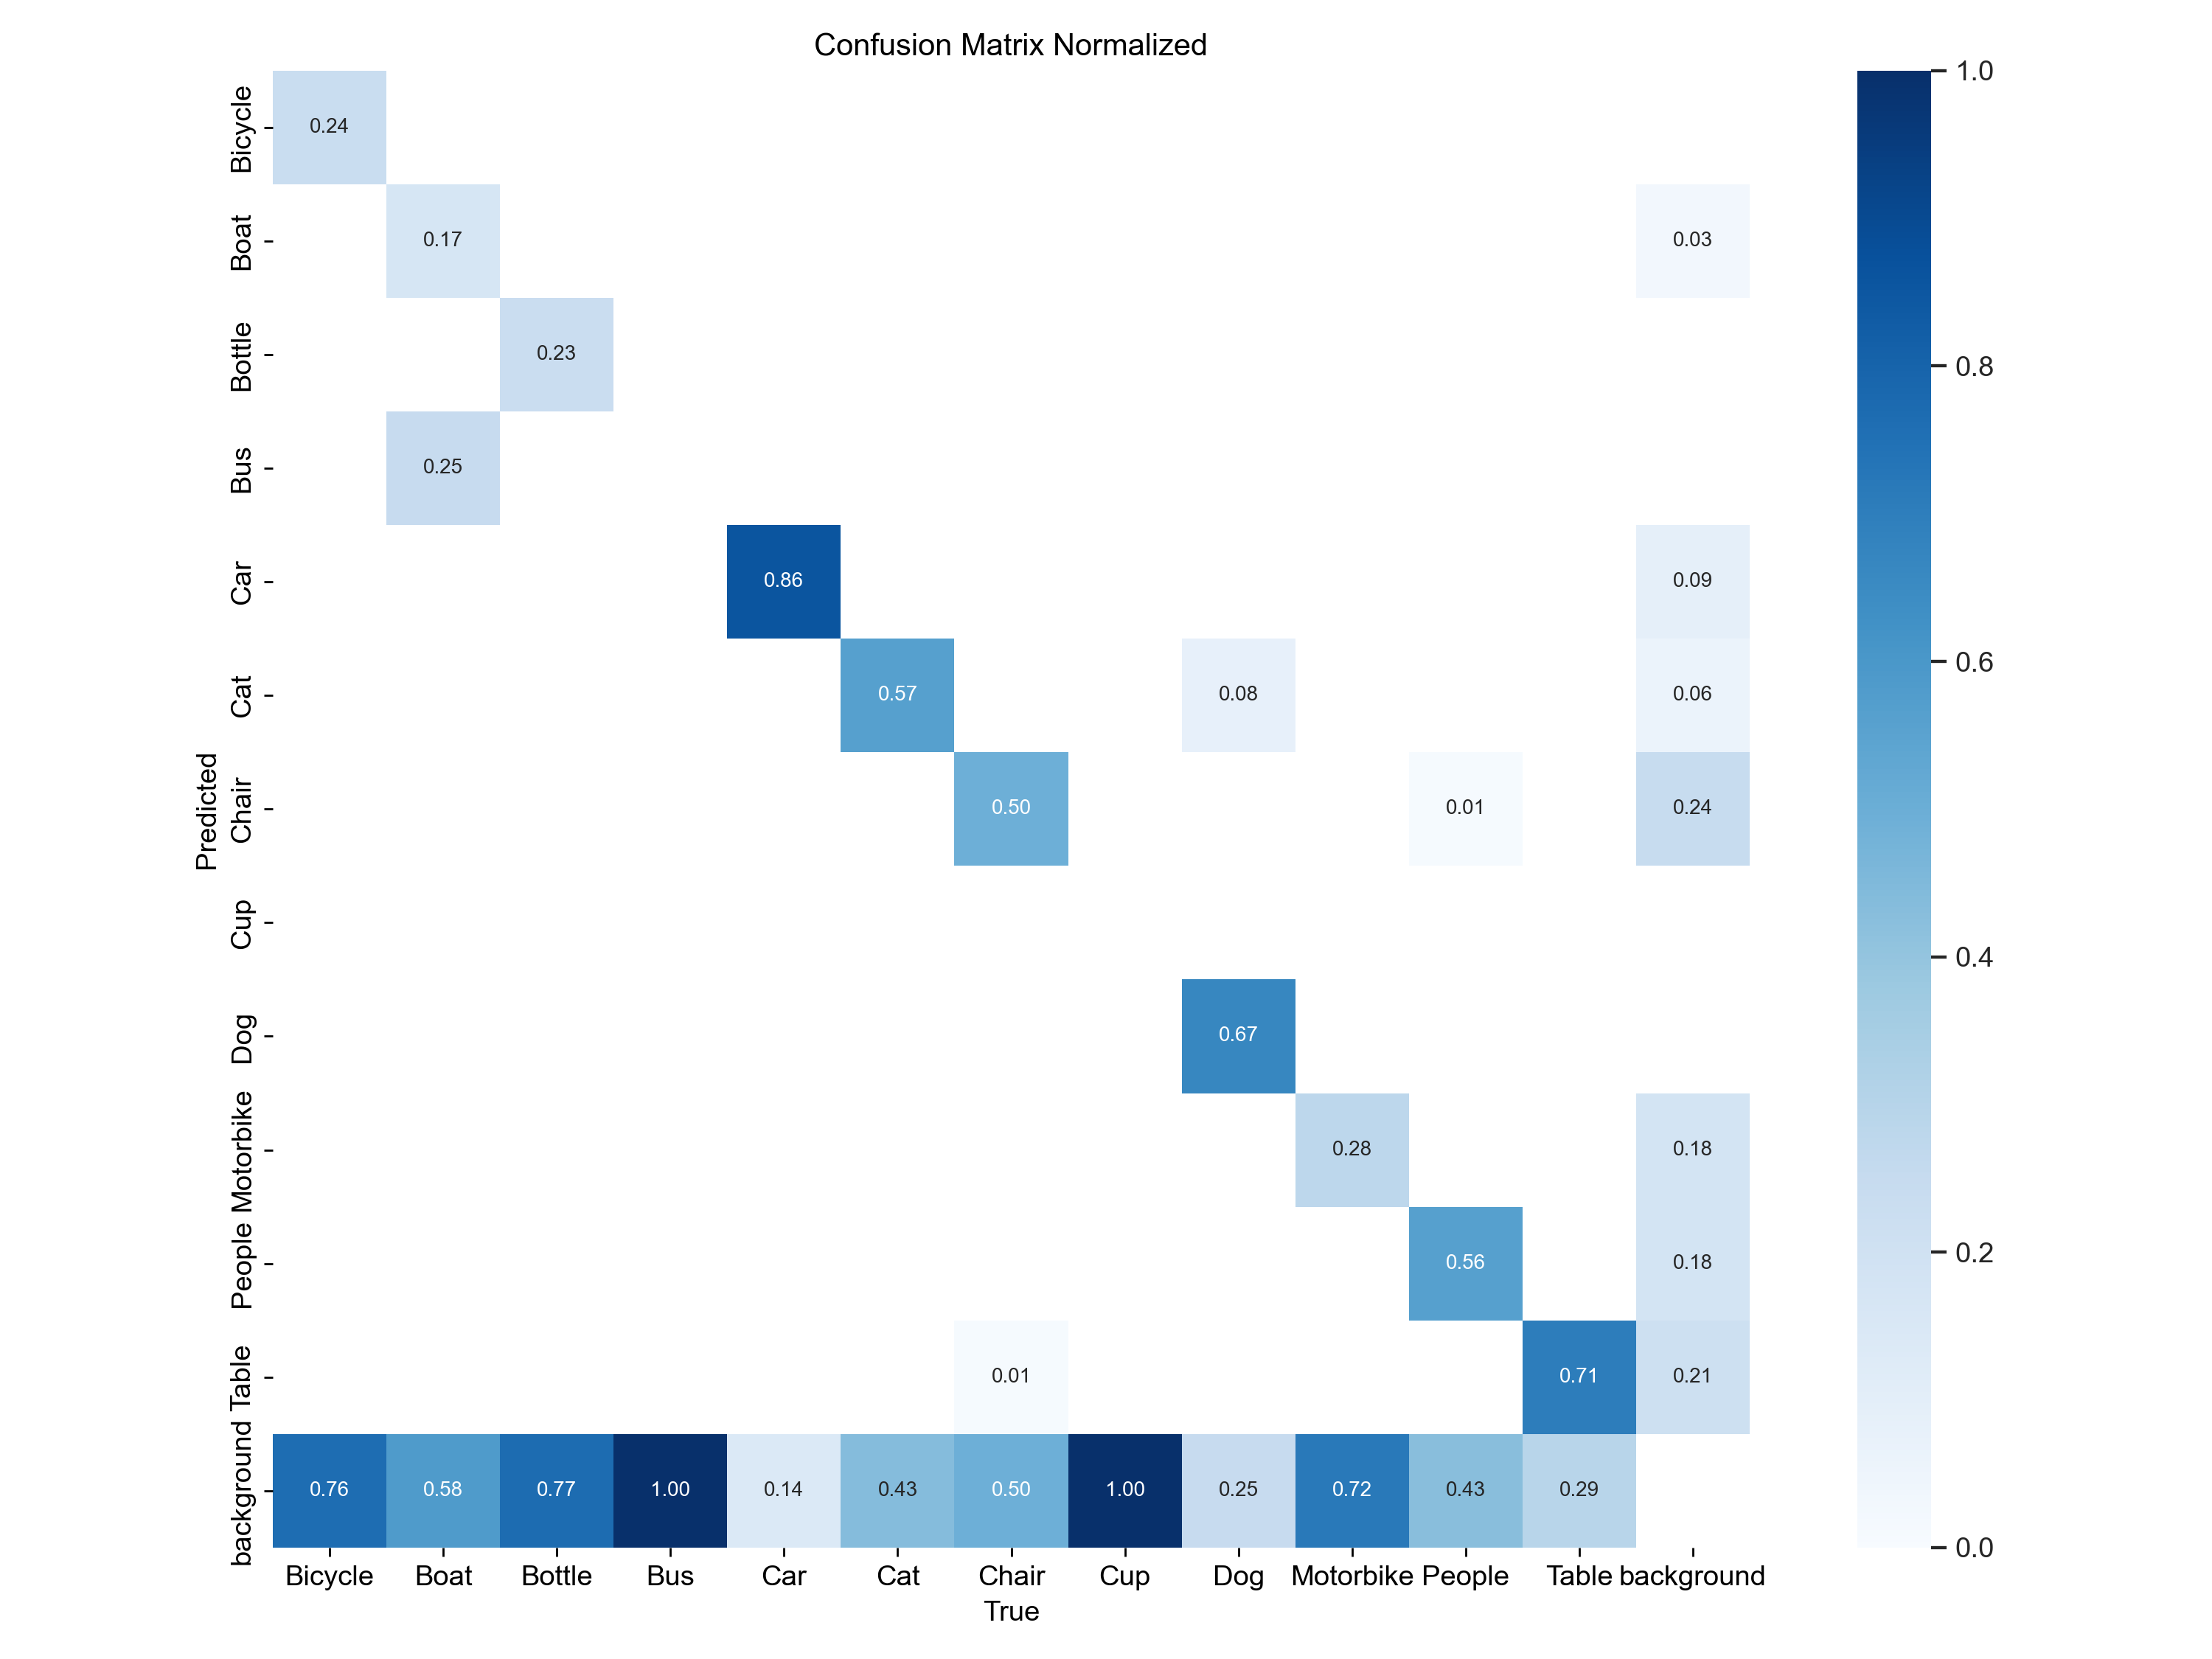 Confusion Matrix Normalized
Predicted
Bicycle 0.24
Boat 0.17 0.03
Bottle 0.23
Bus 0.25
Car 0.86 0.09
Cat 0.57 0.08 0.06
Chair 0.50 0.01 0.24
Cup
Dog 0.67
Motorbike 0.28 0.18
People 0.56 0.18
Table 0.01 0.71 0.21
background 0.76 0.58 0.77 1.00 0.14 0.43 0.50 1.00 0.25 0.72 0.43 0.29
Bicycle Boat Bottle Bus Car Cat Chair Cup Dog Motorbike People Table background
True
1.0
0.8
0.6
0.4
0.2
0.0